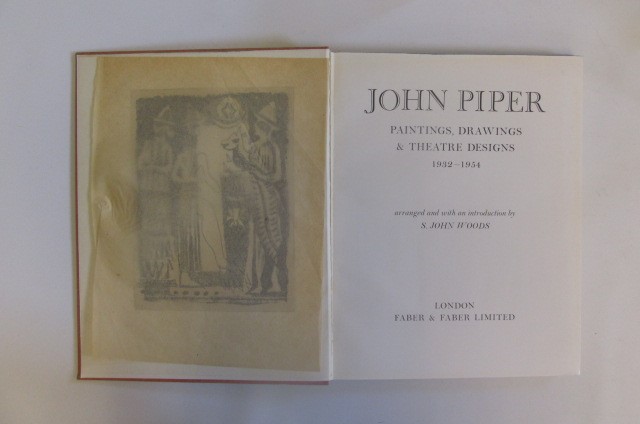 JOHN PIPER
PAINTINGS, DRAWINGS
& THEATRE DESIGNS
1932–1954
arranged and with an introduction by
S. JOHN WOODS
LONDON
FABER & FABER LIMITED